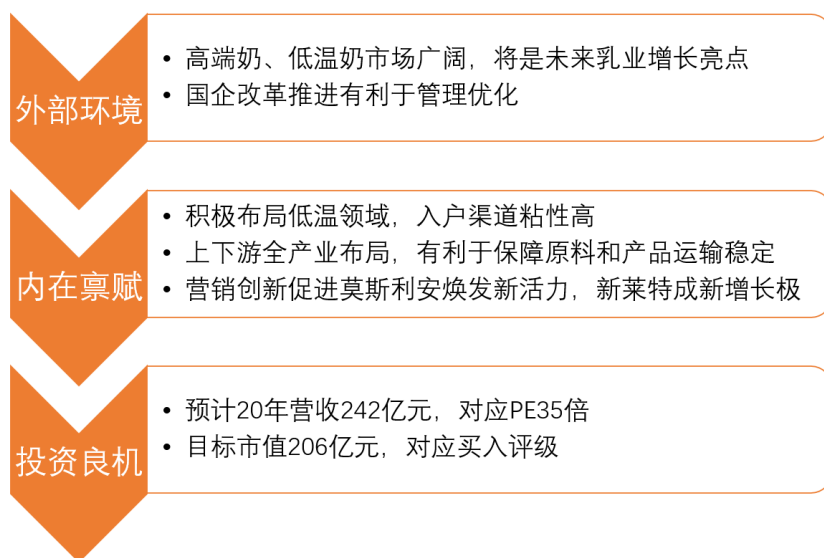 外部环境
• 高端奶、低温奶市场广阔，将是未来乳业增长亮点
• 国企改革推进有利于管理优化
内在禀赋
• 积极布局低温领域，入户渠道粘性高
• 上下游全产业布局，有利于保障原料和产品运输稳定
• 营销创新促进莫斯利安焕发新活力，新莱特成新增长极
投资良机
• 预计20年营收242亿元，对应PE35倍
• 目标市值206亿元，对应买入评级